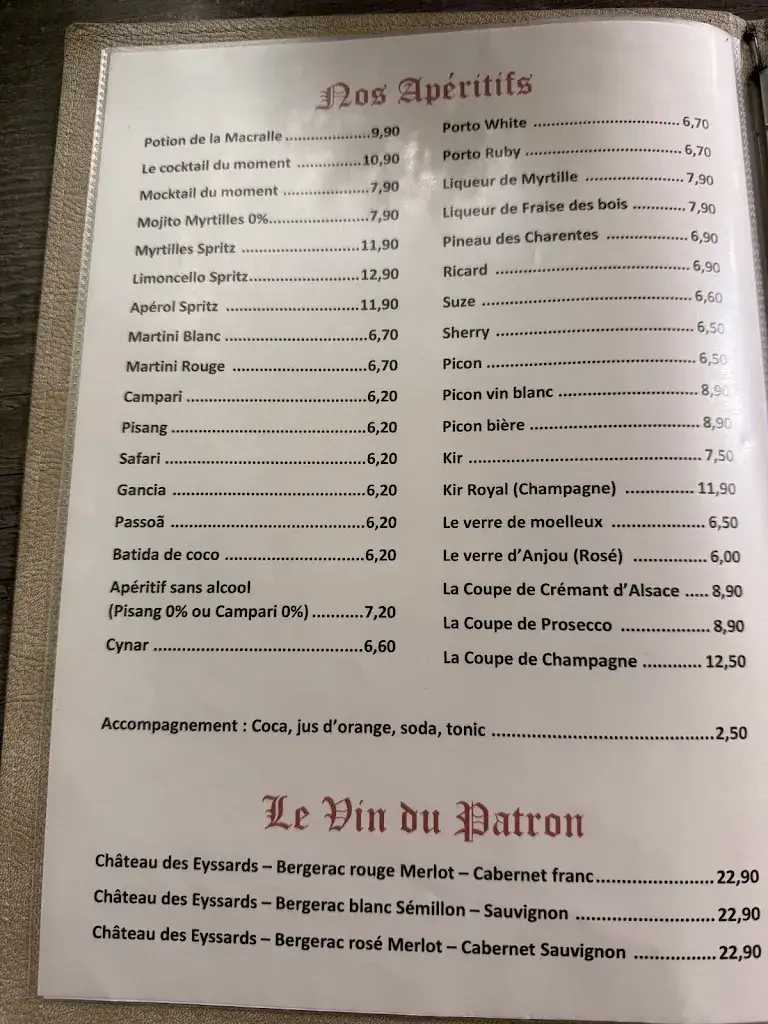 Nos Apéritifs
Potion de la Macralle ....................9,90
Le cocktail du moment ...............10,90
Mocktail du moment ....................7,90
Mojito Myrtilles 0%.......................7,90
Myrtilles Spritz ...........................11,90
Limoncello Spritz.........................12,90
Apérol Spritz ..............................11,90
Martini Blanc ................................6,70
Martini Rouge ..............................6,70
Campari .......................................6,20
Pisang ..........................................6,20
Safari ...........................................6,20
Gancia .........................................6,20
Passoã .........................................6,20
Batida de coco ..............................6,20
Apéritif sans alcool
(Pisang 0% ou Campari 0%) ...........7,20
Cynar ............................................6,60
Porto White ..................................6,70
Porto Ruby ....................................6,70
Liqueur de Myrtille .......................7,90
Liqueur de Fraise des bois ............7,90
Pineau des Charentes ...................6,90
Ricard ...........................................6,90
Suze ..............................................6,60
Sherry ...........................................6,50
Picon .............................................6,50
Picon vin blanc ..............................8,90
Picon bière ....................................8,90
Kir ..................................................7,50
Kir Royal (Champagne) ..............11,90
Le verre de moelleux ....................6,50
Le verre d'Anjou (Rosé) ................6,00
La Coupe de Crémant d'Alsace .....8,90
La Coupe de Prosecco ...................8,90
La Coupe de Champagne ............12,50
Accompagnement : Coca, jus d'orange, soda, tonic .............................................2,50
Le Vin du Patron
Château des Eyssards – Bergerac rouge Merlot – Cabernet franc........................22,90
Château des Eyssards – Bergerac blanc Sémillon – Sauvignon ............................22,90
Château des Eyssards – Bergerac rosé Merlot – Cabernet Sauvignon .................22,90